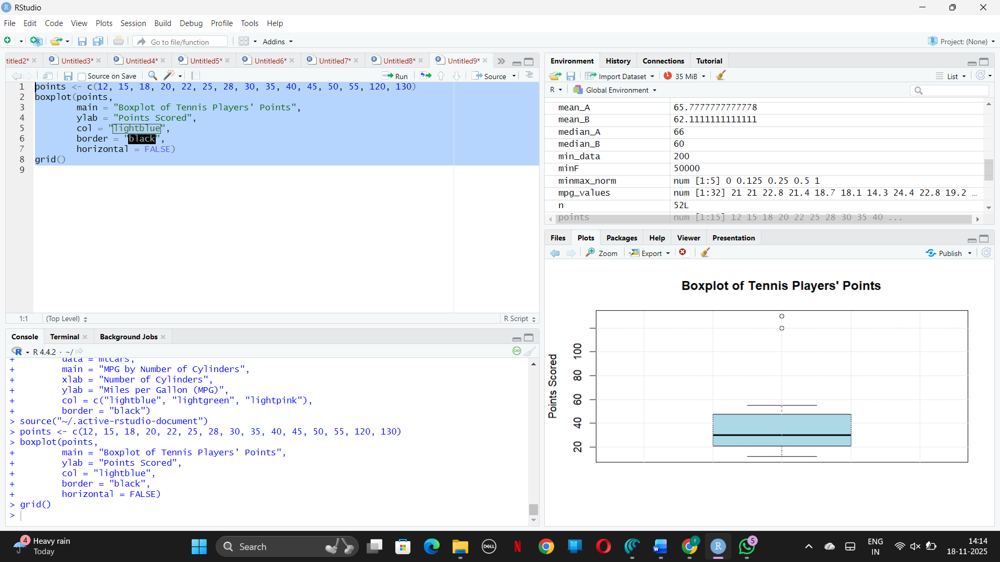 RStudio
File Edit Code View Plots Session Build Debug Profile Tools Help
Go to file/function Addins Project: (None)
titled2* Untitled3* Untitled4* Untitled5* Untitled6* Untitled7* Untitled8* Untitled9*
Source on Save Run Source
1 points <- c(12, 15, 18, 20, 22, 25, 28, 30, 35, 40, 45, 50, 55, 120, 130)
2 boxplot(points,
3 main = "Boxplot of Tennis Players' Points",
4 ylab = "Points Scored",
5 col = "lightblue",
6 border = "black",
7 horizontal = FALSE)
8 grid()
9
1:1 (Top Level) R Script
Console Terminal Background Jobs
R 4.4.2 · ~/
+ data = mtcars,
+ main = "MPG by Number of Cylinders",
+ xlab = "Number of Cylinders",
+ ylab = "Miles per Gallon (MPG)",
+ col = c("lightblue", "lightgreen", "lightpink"),
+ border = "black")
> source("~/.active-rstudio-document")
> points <- c(12, 15, 18, 20, 22, 25, 28, 30, 35, 40, 45, 50, 55, 120, 130)
> boxplot(points,
+ main = "Boxplot of Tennis Players' Points",
+ ylab = "Points Scored",
+ col = "lightblue",
+ border = "black",
+ horizontal = FALSE)
> grid()
>
Environment History Connections Tutorial
Import Dataset 35 MiB List
R Global Environment
mean_A 65.7777777777778
mean_B 62.1111111111111
median_A 66
median_B 60
min_data 200
minF 50000
minmax_norm num [1:5] 0 0.125 0.25 0.5 1
mpg_values num [1:32] 21 21 22.8 21.4 18.7 18.1 14.3 24.4 22.8 19.2 …
n 52L
points num [1:15] 12 15 18 20 22 25 28 30 35 40 ...
Files Plots Packages Help Viewer Presentation
Zoom Export Publish
Boxplot of Tennis Players' Points
Points Scored
100
80
60
40
20
4 Heavy rain
Today
Search
DELL
N
r
W
R
5
ENG
IN
14:14
18-11-2025